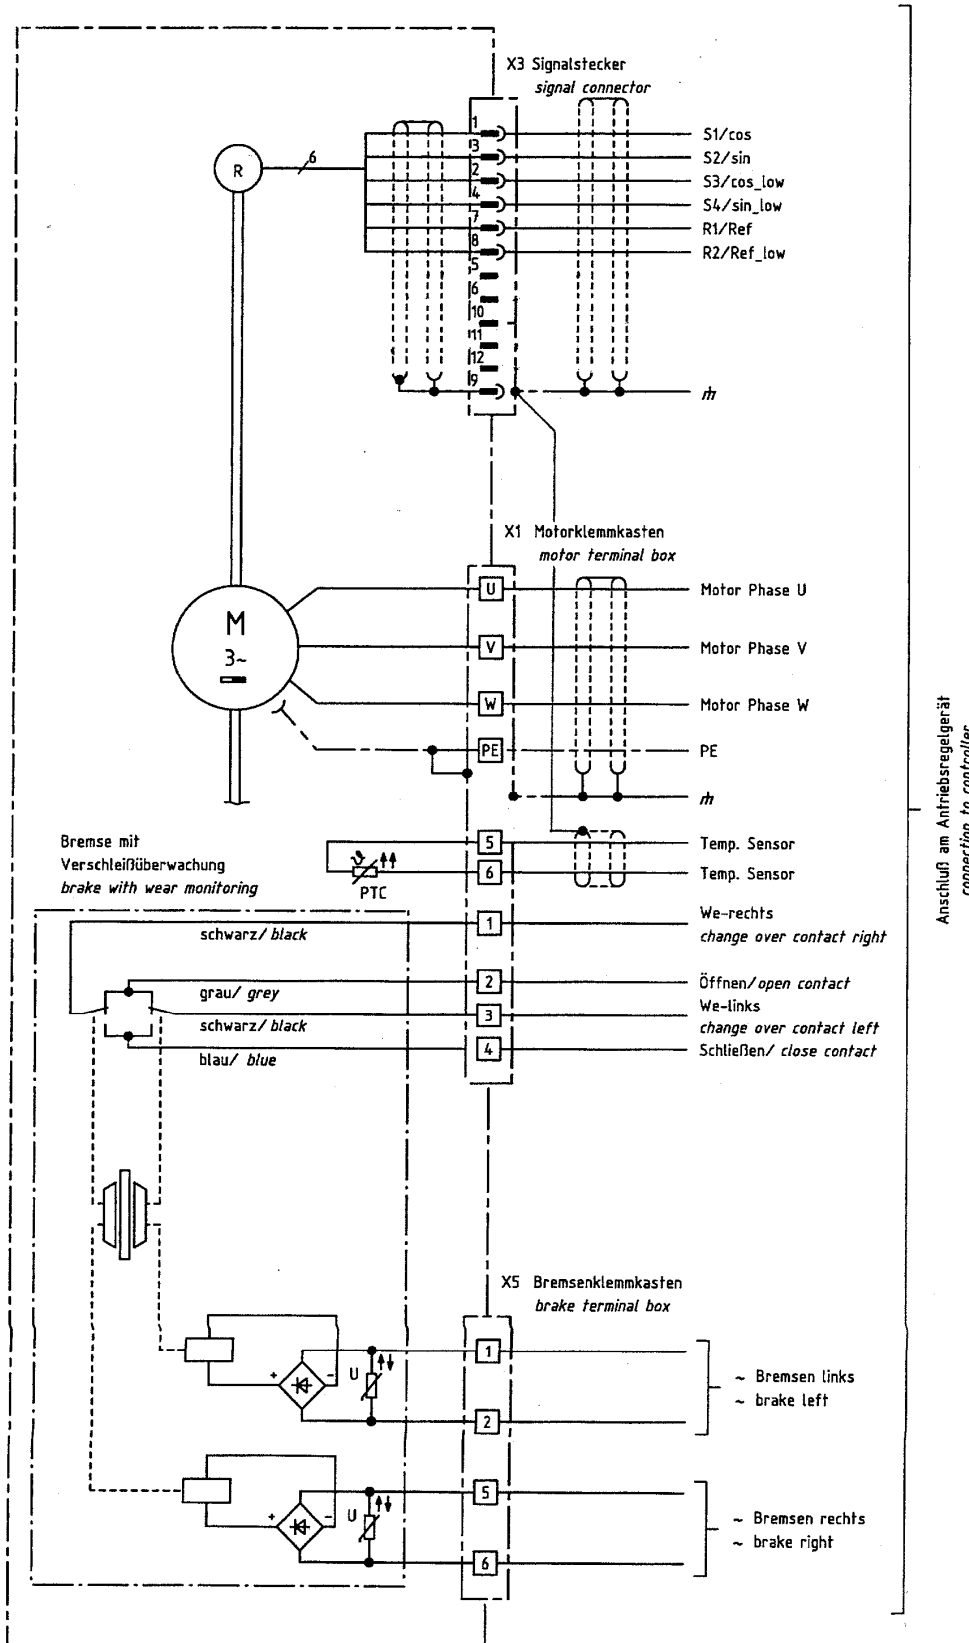 X3 Signalstecker
signal connector
1
3
2
4
7
8
5
6
10
11
12
9
R
6
S1/cos
S2/sin
S3/cos_low
S4/sin_low
R1/Ref
R2/Ref_low
X1 Motorklemmkasten
motor terminal box
M
3~
U
V
W
PE
Motor Phase U
Motor Phase V
Motor Phase W
PE
Bremse mit
Verschleißüberwachung
brake with wear monitoring
ϑ
PTC
5
6
Temp. Sensor
Temp. Sensor
schwarz/ black
grau/ grey
schwarz/ black
blau/ blue
1
2
3
4
We-rechts
change over contact right
Öffnen/open contact
We-links
change over contact left
Schließen/ close contact
Anschluß am Antriebsregelgerät
connection to controller
X5 Bremsenklemmkasten
brake terminal box
+
-
U
1
2
~ Bremsen links
~ brake left
+
-
U
5
6
~ Bremsen rechts
~ brake right